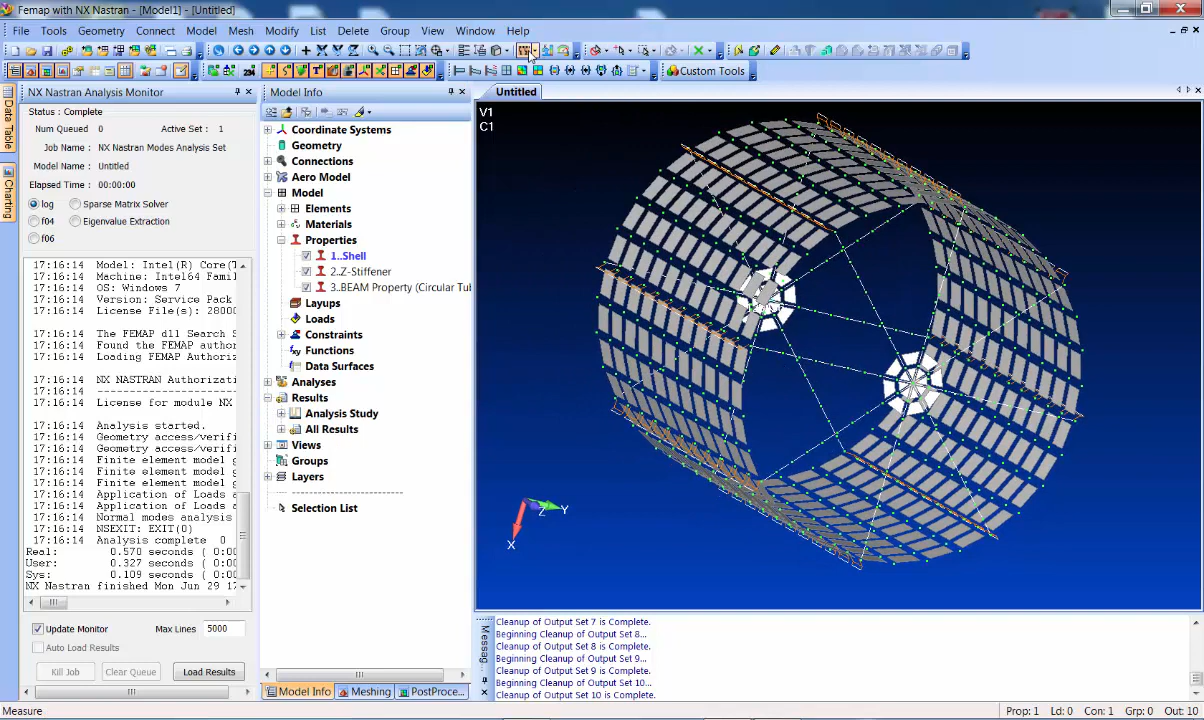 Femap with NX Nastran - [Model1] - [Untitled]
File Tools Geometry Connect Model Mesh Modify List Delete Group View Window Help
234
Custom Tools
NX Nastran Analysis Monitor
Status : Complete
Num Queued 0 Active Set : 1
Job Name : NX Nastran Modes Analysis Set
Model Name : Untitled
Elapsed Time : 00:00:00
log Sparse Matrix Solver
f04 Eigenvalue Extraction
f06
17:16:14 Model: Intel(R) Core(T
17:16:14 Machine: Intel64 Famil
17:16:14 OS: Windows 7
17:16:14 Version: Service Pack
17:16:14 License File(s): 28000
17:16:14
17:16:14 The FEMAP dll Search S
17:16:14 Found the FEMAP author
17:16:14 Loading FEMAP Authoriz
17:16:14
17:16:14 NX NASTRAN Authorizati
17:16:14 ----------------------
17:16:14 License for module NX
17:16:14
17:16:14 Analysis started.
17:16:14 Geometry access/verifi
17:16:14 Geometry access/verifi
17:16:14 Finite element model g
17:16:14 Finite element model g
17:16:14 Application of Loads a
17:16:14 Application of Loads a
17:16:14 Normal modes analysis
17:16:14 NSEXIT: EXIT(0)
17:16:14 Analysis complete 0
Real: 0.570 seconds ( 0:00
User: 0.327 seconds ( 0:00
Sys: 0.109 seconds ( 0:00
NX Nastran finished Mon Jun 29 17
Update Monitor Max Lines 5000
Auto Load Results
Kill Job Clear Queue Load Results
Data Table
Charting
Model Info
Coordinate Systems
Geometry
Connections
Aero Model
Model
Elements
Materials
Properties
1..Shell
2..Z-Stiffener
3..BEAM Property (Circular Tub
Layups
Loads
Constraints
Functions
Data Surfaces
Analyses
Results
Analysis Study
All Results
Views
Groups
Layers
Selection List
Model Info Meshing PostProce...
Untitled
V1
C1
X
Y
Z
Messag
Cleanup of Output Set 7 is Complete.
Beginning Cleanup of Output Set 8...
Cleanup of Output Set 8 is Complete.
Beginning Cleanup of Output Set 9...
Cleanup of Output Set 9 is Complete.
Beginning Cleanup of Output Set 10...
Cleanup of Output Set 10 is Complete.
Measure Prop: 1 Ld: 0 Con: 1 Grp: 0 Out: 10